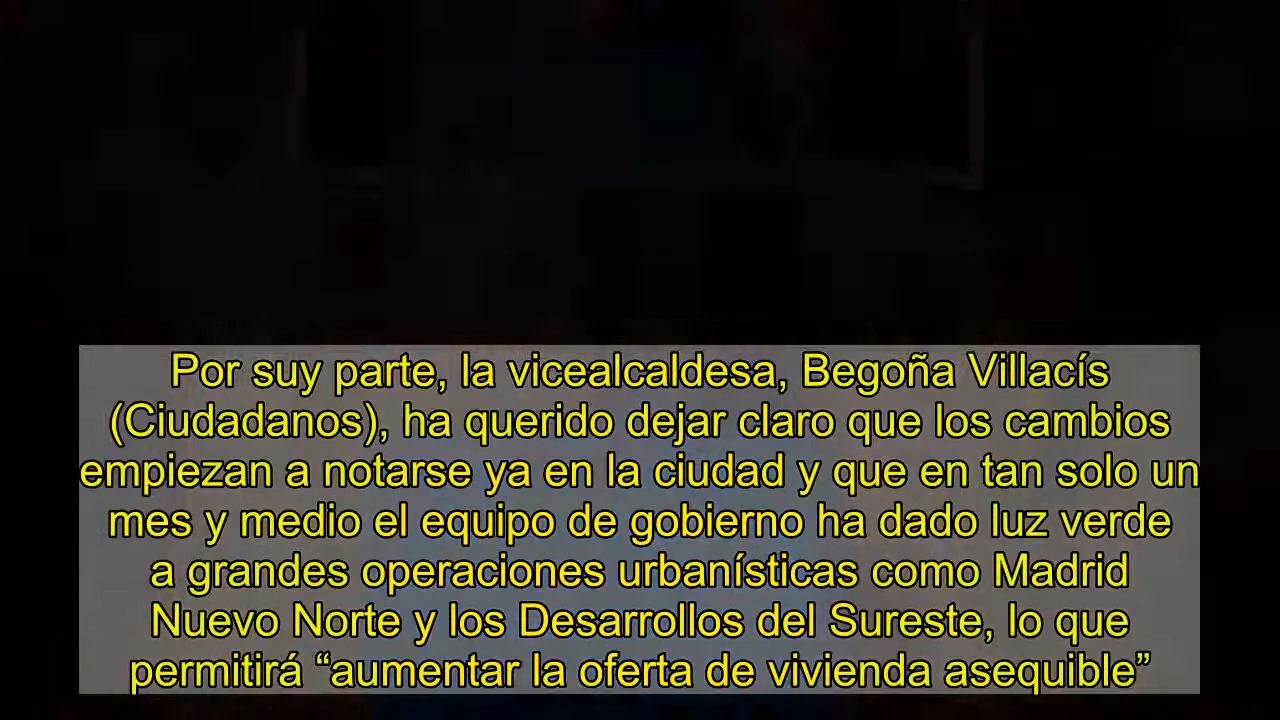 Por suy parte, la vicealcaldesa, Begoña Villacís
(Ciudadanos), ha querido dejar claro que los cambios
empiezan a notarse ya en la ciudad y que en tan solo un
mes y medio el equipo de gobierno ha dado luz verde
a grandes operaciones urbanísticas como Madrid
Nuevo Norte y los Desarrollos del Sureste, lo que
permitirá “aumentar la oferta de vivienda asequible”